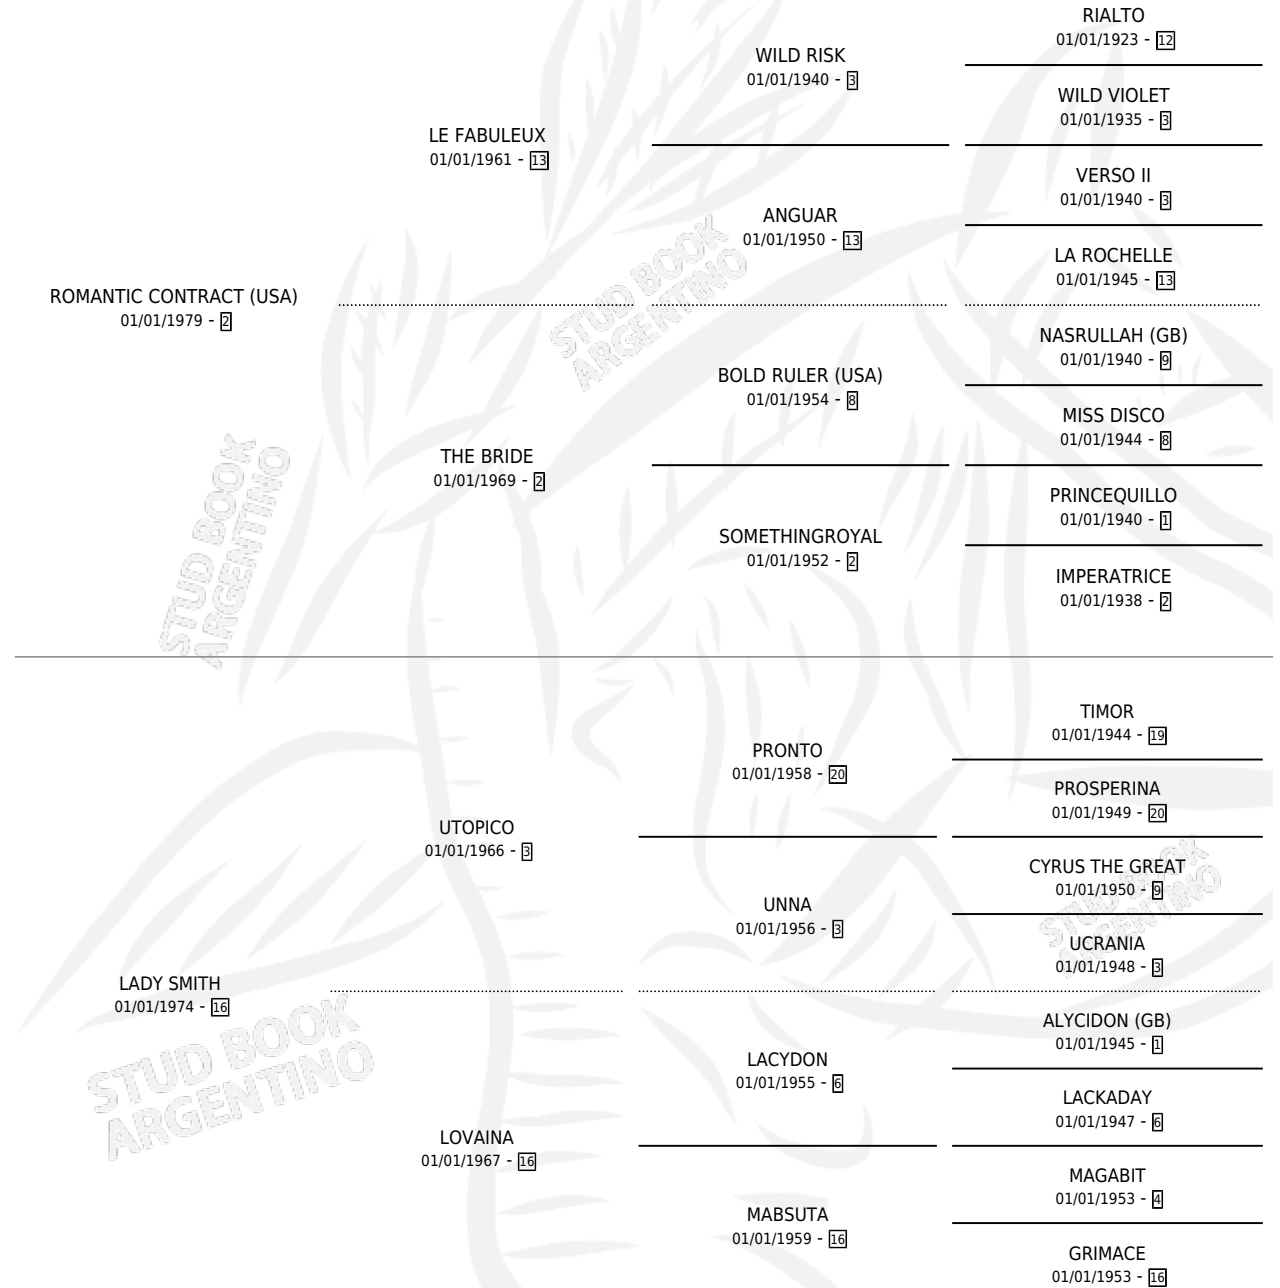 RIALTO
01/01/1923 - 12
WILD RISK
01/01/1940 - 3
WILD VIOLET
01/01/1935 - 3
LE FABULEUX
01/01/1961 - 13
VERSO II
01/01/1940 - 3
ANGUAR
01/01/1950 - 13
LA ROCHELLE
01/01/1945 - 13
ROMANTIC CONTRACT (USA)
01/01/1979 - 2
NASRULLAH (GB)
01/01/1940 - 9
BOLD RULER (USA)
01/01/1954 - 8
MISS DISCO
01/01/1944 - 8
THE BRIDE
01/01/1969 - 2
PRINCEQUILLO
01/01/1940 - 1
SOMETHINGROYAL
01/01/1952 - 2
IMPERATRICE
01/01/1938 - 2
STUD BOOK
ARGENTINO
STUD BOOK
ARGENTINO
TIMOR
01/01/1944 - 19
PRONTO
01/01/1958 - 20
PROSPERINA
01/01/1949 - 20
UTOPICO
01/01/1966 - 3
CYRUS THE GREAT
01/01/1950 - 9
UNNA
01/01/1956 - 3
UCRANIA
01/01/1948 - 3
LADY SMITH
01/01/1974 - 16
ALYCIDON (GB)
01/01/1945 - 1
LACYDON
01/01/1955 - 6
LACKADAY
01/01/1947 - 6
LOVAINA
01/01/1967 - 16
MAGABIT
01/01/1953 - 4
MABSUTA
01/01/1959 - 16
GRIMACE
01/01/1953 - 16
STUD BOOK
ARGENTINO
STUD BOOK
ARGENTINO